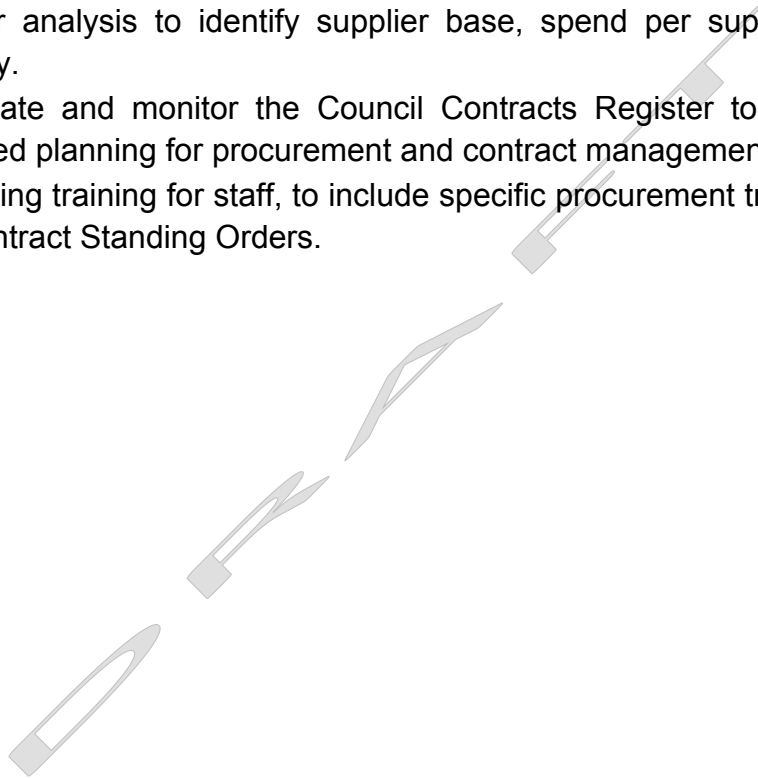 r analysis to identify supplier base, spend per sup
y.
ate and monitor the Council Contracts Register to
ed planning for procurement and contract managemen
ing training for staff, to include specific procurement t
ntract Standing Orders.
DRAFT